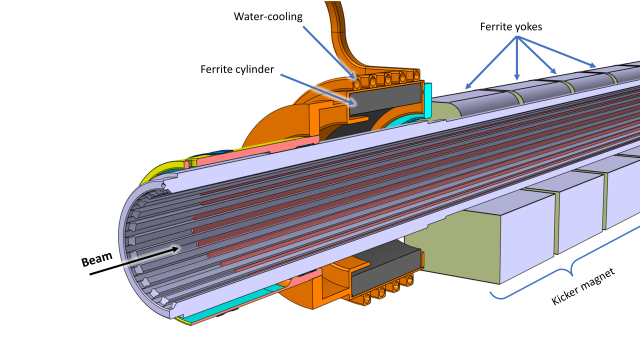 Water-cooling
Ferrite yokes
Ferrite cylinder
Beam
Kicker magnet